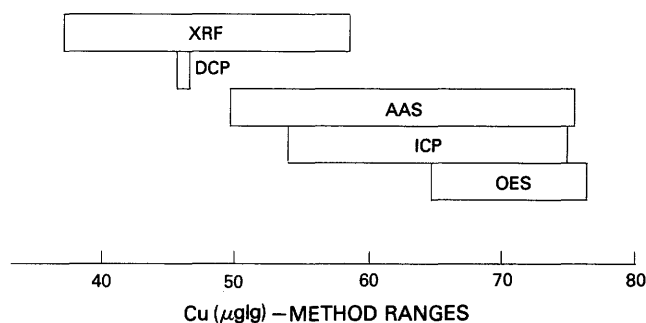 XRF
DCP
AAS
ICP
OES
40 50 60 70 80
Cu (μg/g) – METHOD RANGES